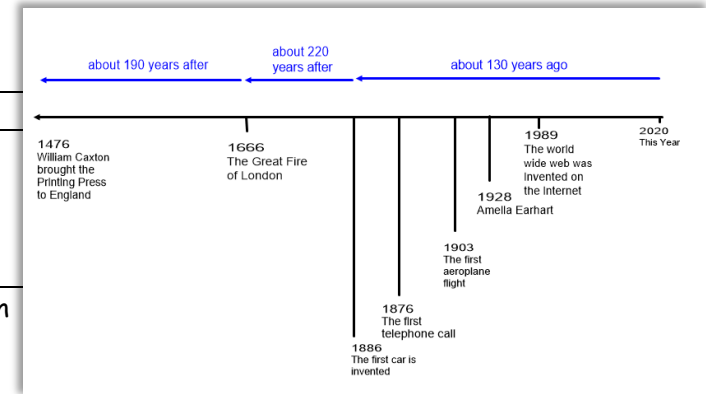 about 190 years after
about 220
years after
about 130 years ago
1476
William Caxton
brought the
Printing Press
to England
1666
The Great Fire
of London
1886
The first car is
invented
1876
The first
telephone call
1903
The first
aeroplane
flight
1928
Amelia Earhart
1989
The world
wide web was
Invented on
the Internet
2020
This Year